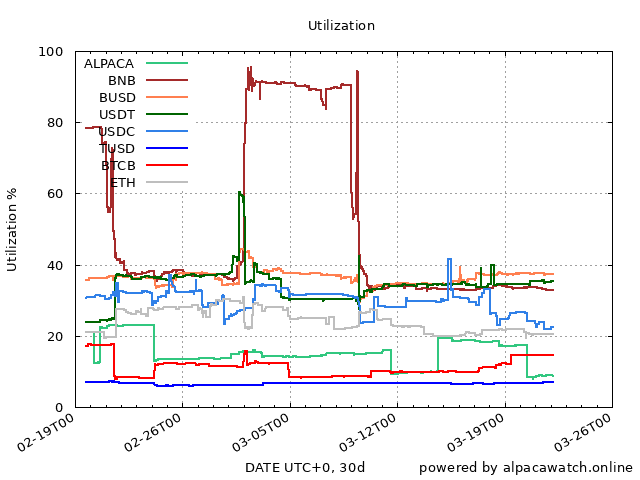 Utilization
100
80
60
40
20
0
Utilization %
ALPACA
BNB
BUSD
USDT
USDC
TUSD
BTCB
ETH
02-19T00
02-26T00
03-05T00
03-12T00
03-19T00
03-26T00
DATE UTC+0, 30d
powered by alpacawatch.online